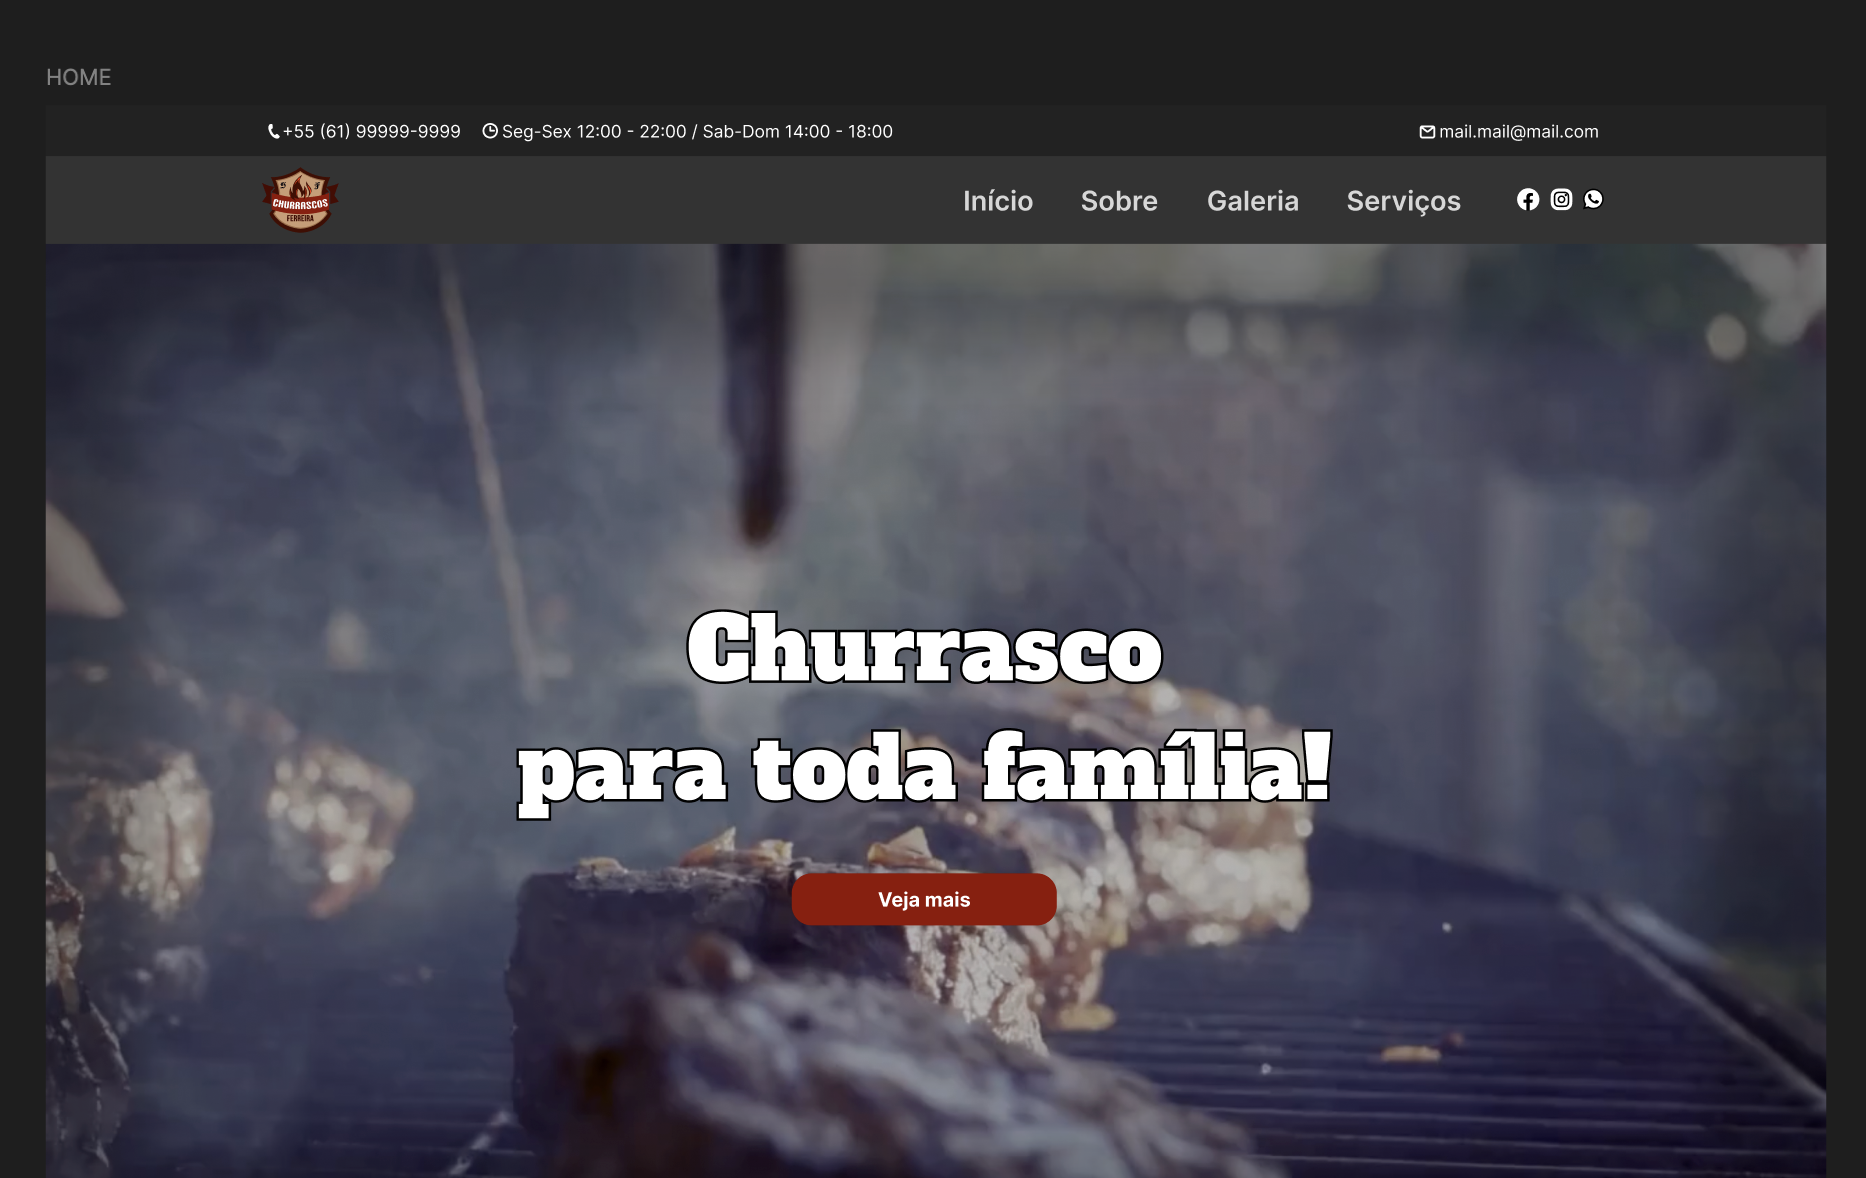 HOME
+55 (61) 99999-9999 Seg-Sex 12:00 - 22:00 / Sab-Dom 14:00 - 18:00 mail.mail@mail.com
S F
CHURRASCOS
FERREIRA
Início Sobre Galeria Serviços
Churrasco
para toda família!
Veja mais